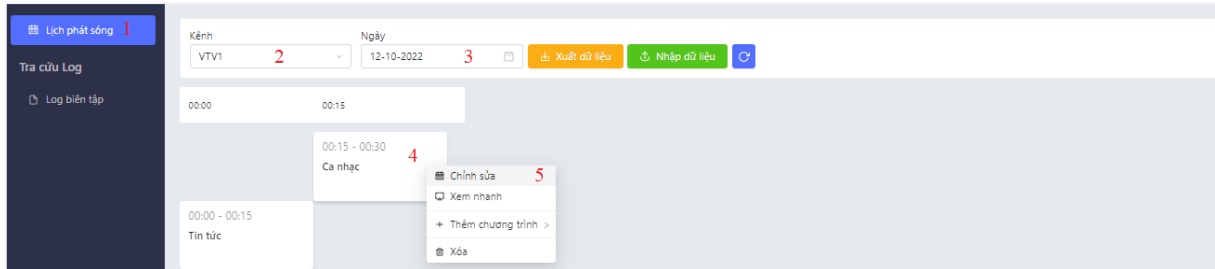 Lịch phát sóng 1
Kênh
Ngày
VTV1 2
12-10-2022 3
Xuất dữ liệu
Nhập dữ liệu
Tra cứu Log
Log biên tập
00:00
00:15
00:15 - 00:30
4
Ca nhạc
Chỉnh sửa 5
Xem nhanh
+ Thêm chương trình >
Xóa
00:00 - 00:15
Tin tức